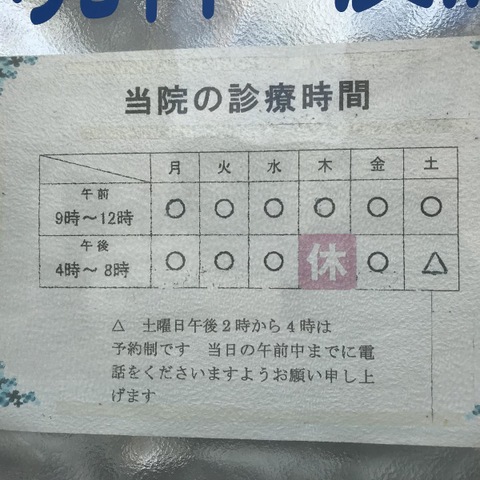 当院の診療時間
月 火 水 木 金 土
午前
9時～12時 ○ ○ ○ ○ ○ ○
午後
4時～8時 ○ ○ ○ 休 ○ △
△ 土曜日午後2時から4時は
予約制です 当日の午前中までに電
話をくださいますようお願い申し上
げます